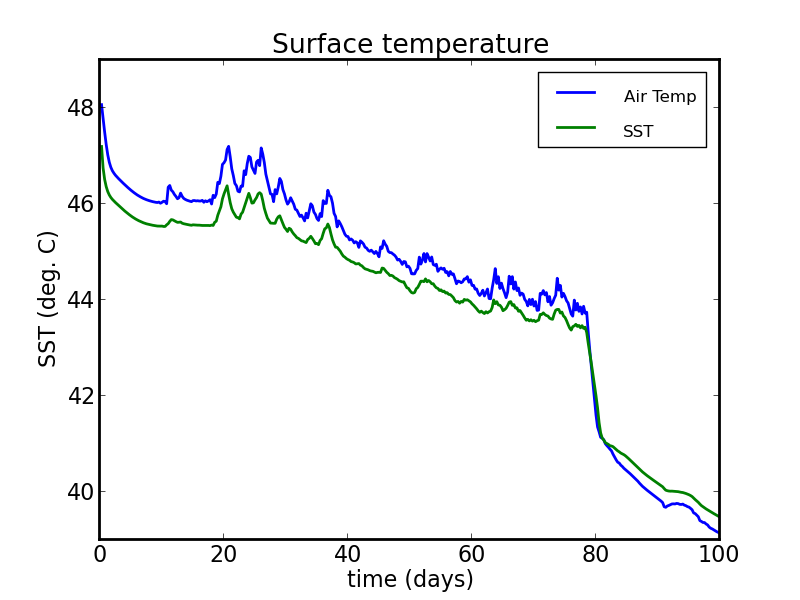 Surface temperature
Air Temp
SST
SST (deg. C)
48
46
44
42
40
0 20 40 60 80 100
time (days)